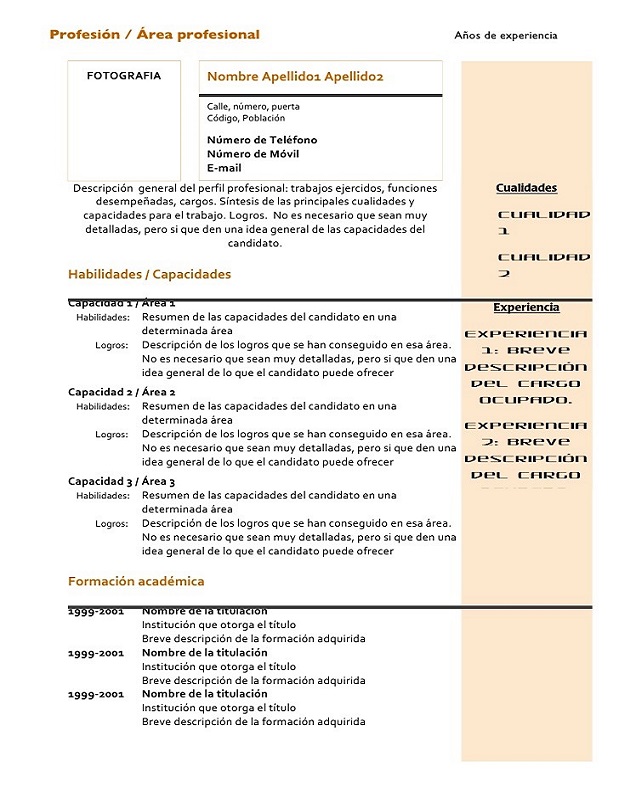 Profesión / Área profesional
Años de experiencia
FOTOGRAFIA
Nombre Apellido1 Apellido2
Calle, número, puerta
Código, Población
Número de Teléfono
Número de Móvil
E-mail
Descripción general del perfil profesional: trabajos ejercidos, funciones
desempeñadas, cargos. Síntesis de las principales cualidades y
capacidades para el trabajo. Logros. No es necesario que sean muy
detalladas, pero si que den una idea general de las capacidades del
candidato.
Cualidades
CUALIDAD
1
CUALIDAD
2
Habilidades / Capacidades
Capacidad 1 / Área 1
Habilidades: Resumen de las capacidades del candidato en una
determinada área
Logros: Descripción de los logros que se han conseguido en esa área.
No es necesario que sean muy detalladas, pero si que den una
idea general de lo que el candidato puede ofrecer
Capacidad 2 / Área 2
Habilidades: Resumen de las capacidades del candidato en una
determinada área
Logros: Descripción de los logros que se han conseguido en esa área.
No es necesario que sean muy detalladas, pero si que den una
idea general de lo que el candidato puede ofrecer
Capacidad 3 / Área 3
Habilidades: Resumen de las capacidades del candidato en una
determinada área
Logros: Descripción de los logros que se han conseguido en esa área.
No es necesario que sean muy detalladas, pero si que den una
idea general de lo que el candidato puede ofrecer
Experiencia
EXPERIENCIA
1: BREVE
DESCRIPCIÓN
DEL CARGO
OCUPADO.
EXPERIENCIA
2: BREVE
DESCRIPCIÓN
DEL CARGO
Formación académica
1999-2001 Nombre de la titulación
Institución que otorga el título
Breve descripción de la formación adquirida
1999-2001 Nombre de la titulación
Institución que otorga el título
Breve descripción de la formación adquirida
1999-2001 Nombre de la titulación
Institución que otorga el título
Breve descripción de la formación adquirida